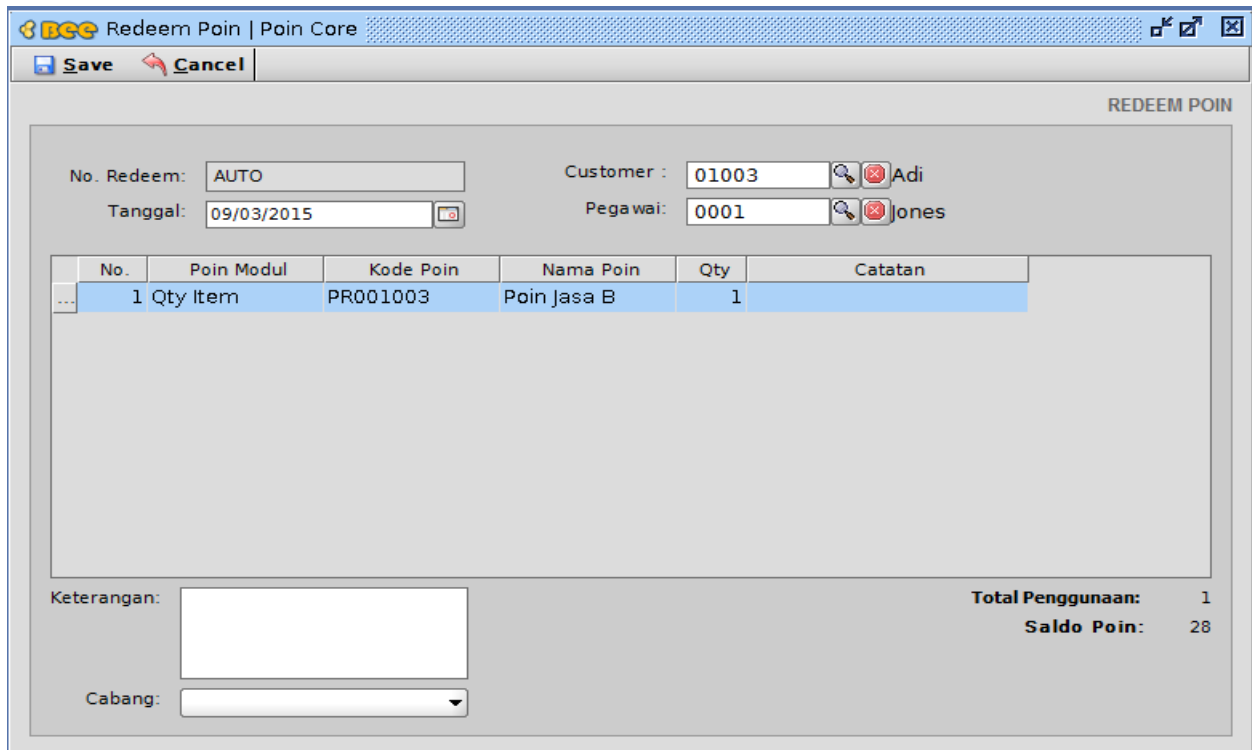 Bee Redeem Poin | Poin Core
Save Cancel
REDEEM POIN
No. Redeem: AUTO Customer : 01003 Adi
Tanggal: 09/03/2015 Pegawai: 0001 Jones
No. Poin Modul Kode Poin Nama Poin Qty Catatan
... 1 Qty Item PR001003 Poin Jasa B 1
Keterangan: Total Penggunaan: 1
Saldo Poin: 28
Cabang: